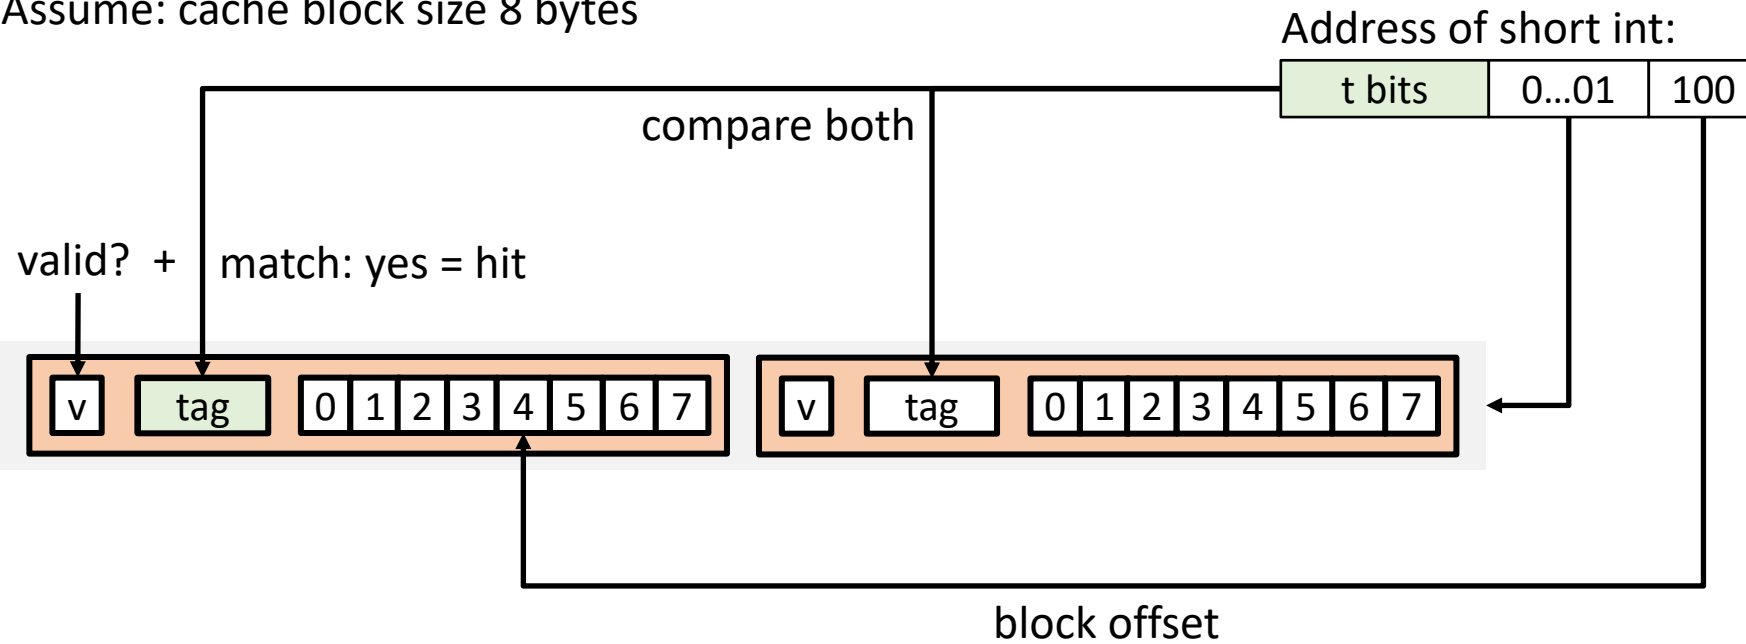 Assume: cache block size 8 bytes
Address of short int:
t bits 0...01 100
compare both
valid? + match: yes = hit
v tag 0 1 2 3 4 5 6 7 v tag 0 1 2 3 4 5 6 7
block offset